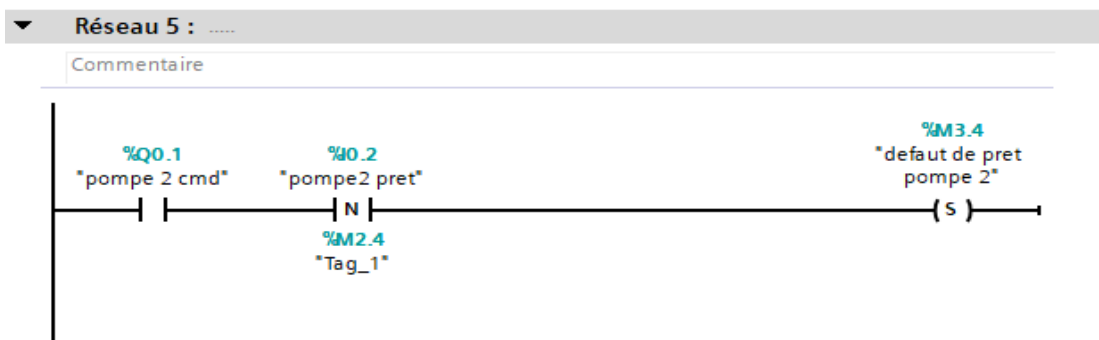 Réseau 5 : .....
Commentaire
%Q0.1
"pompe 2 cmd"
%I0.2
"pompe2 pret"
N
%M2.4
"Tag_1"
%M3.4
"defaut de pret
pompe 2"
S